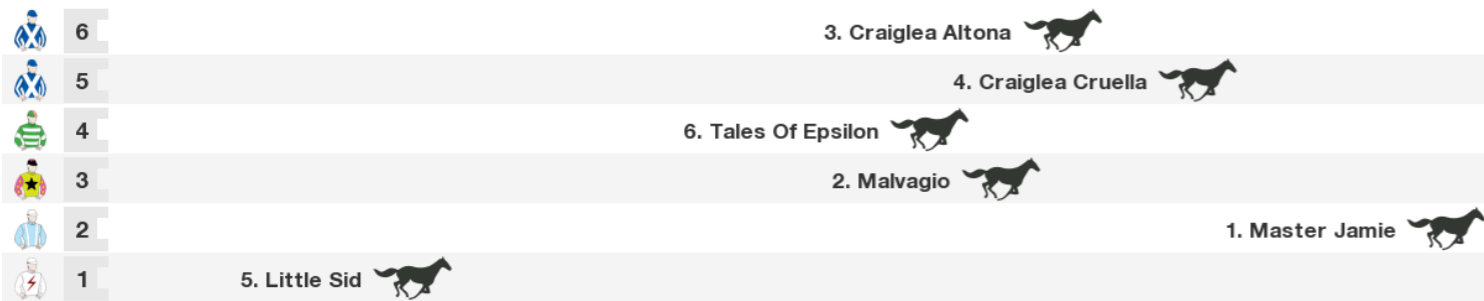 6 3. Craiglea Altona
5 4. Craiglea Cruella
4 6. Tales Of Epsilon
3 2. Malvagio
2 1. Master Jamie
1 5. Little Sid